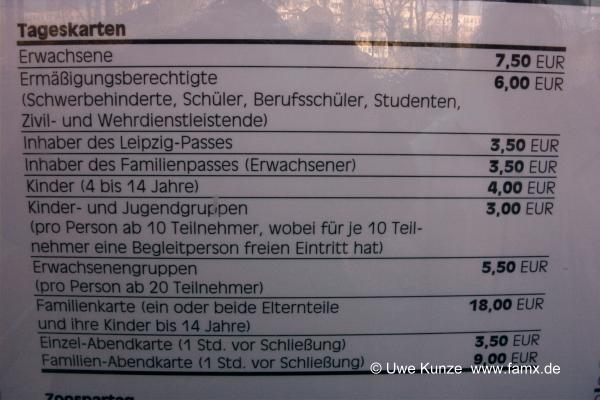 Tageskarten
Erwachsene 7,50 EUR
Ermäßigungsberechtigte 6,00 EUR
(Schwerbehinderte, Schüler, Berufsschüler, Studenten,
Zivil- und Wehrdienstleistende)
Inhaber des Leipzig-Passes 3,50 EUR
Inhaber des Familienpasses (Erwachsener) 3,50 EUR
Kinder (4 bis 14 Jahre) 4,00 EUR
Kinder- und Jugendgruppen 3,00 EUR
(pro Person ab 10 Teilnehmer, wobei für je 10 Teil-
nehmer eine Begleitperson freien Eintritt hat)
Erwachsenengruppen 5,50 EUR
(pro Person ab 20 Teilnehmer)
Familienkarte (ein oder beide Elternteile 18,00 EUR
und ihre Kinder bis 14 Jahre)
Einzel-Abendkarte (1 Std. vor Schließung) 3,50 EUR
Familien-Abendkarte (1 Std. vor Schließung) 9,00 EUR
© Uwe Kunze www.famx.de